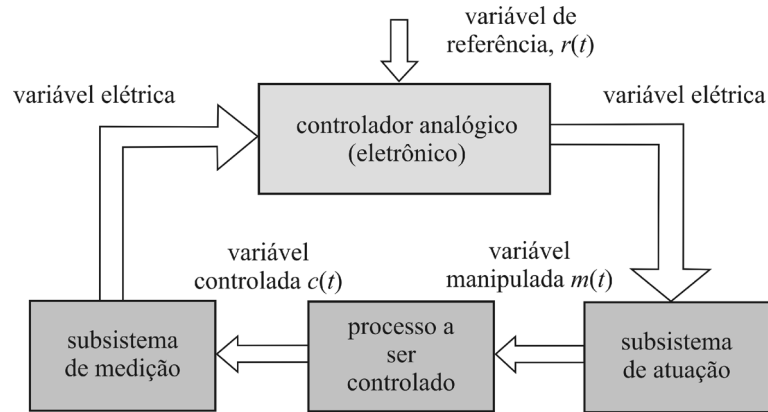 variável de
referência, r(t)
variável elétrica
variável elétrica
controlador analógico
(eletrônico)
variável
controlada c(t)
variável
manipulada m(t)
subsistema
de medição
processo a
ser
controlado
subsistema
de atuação